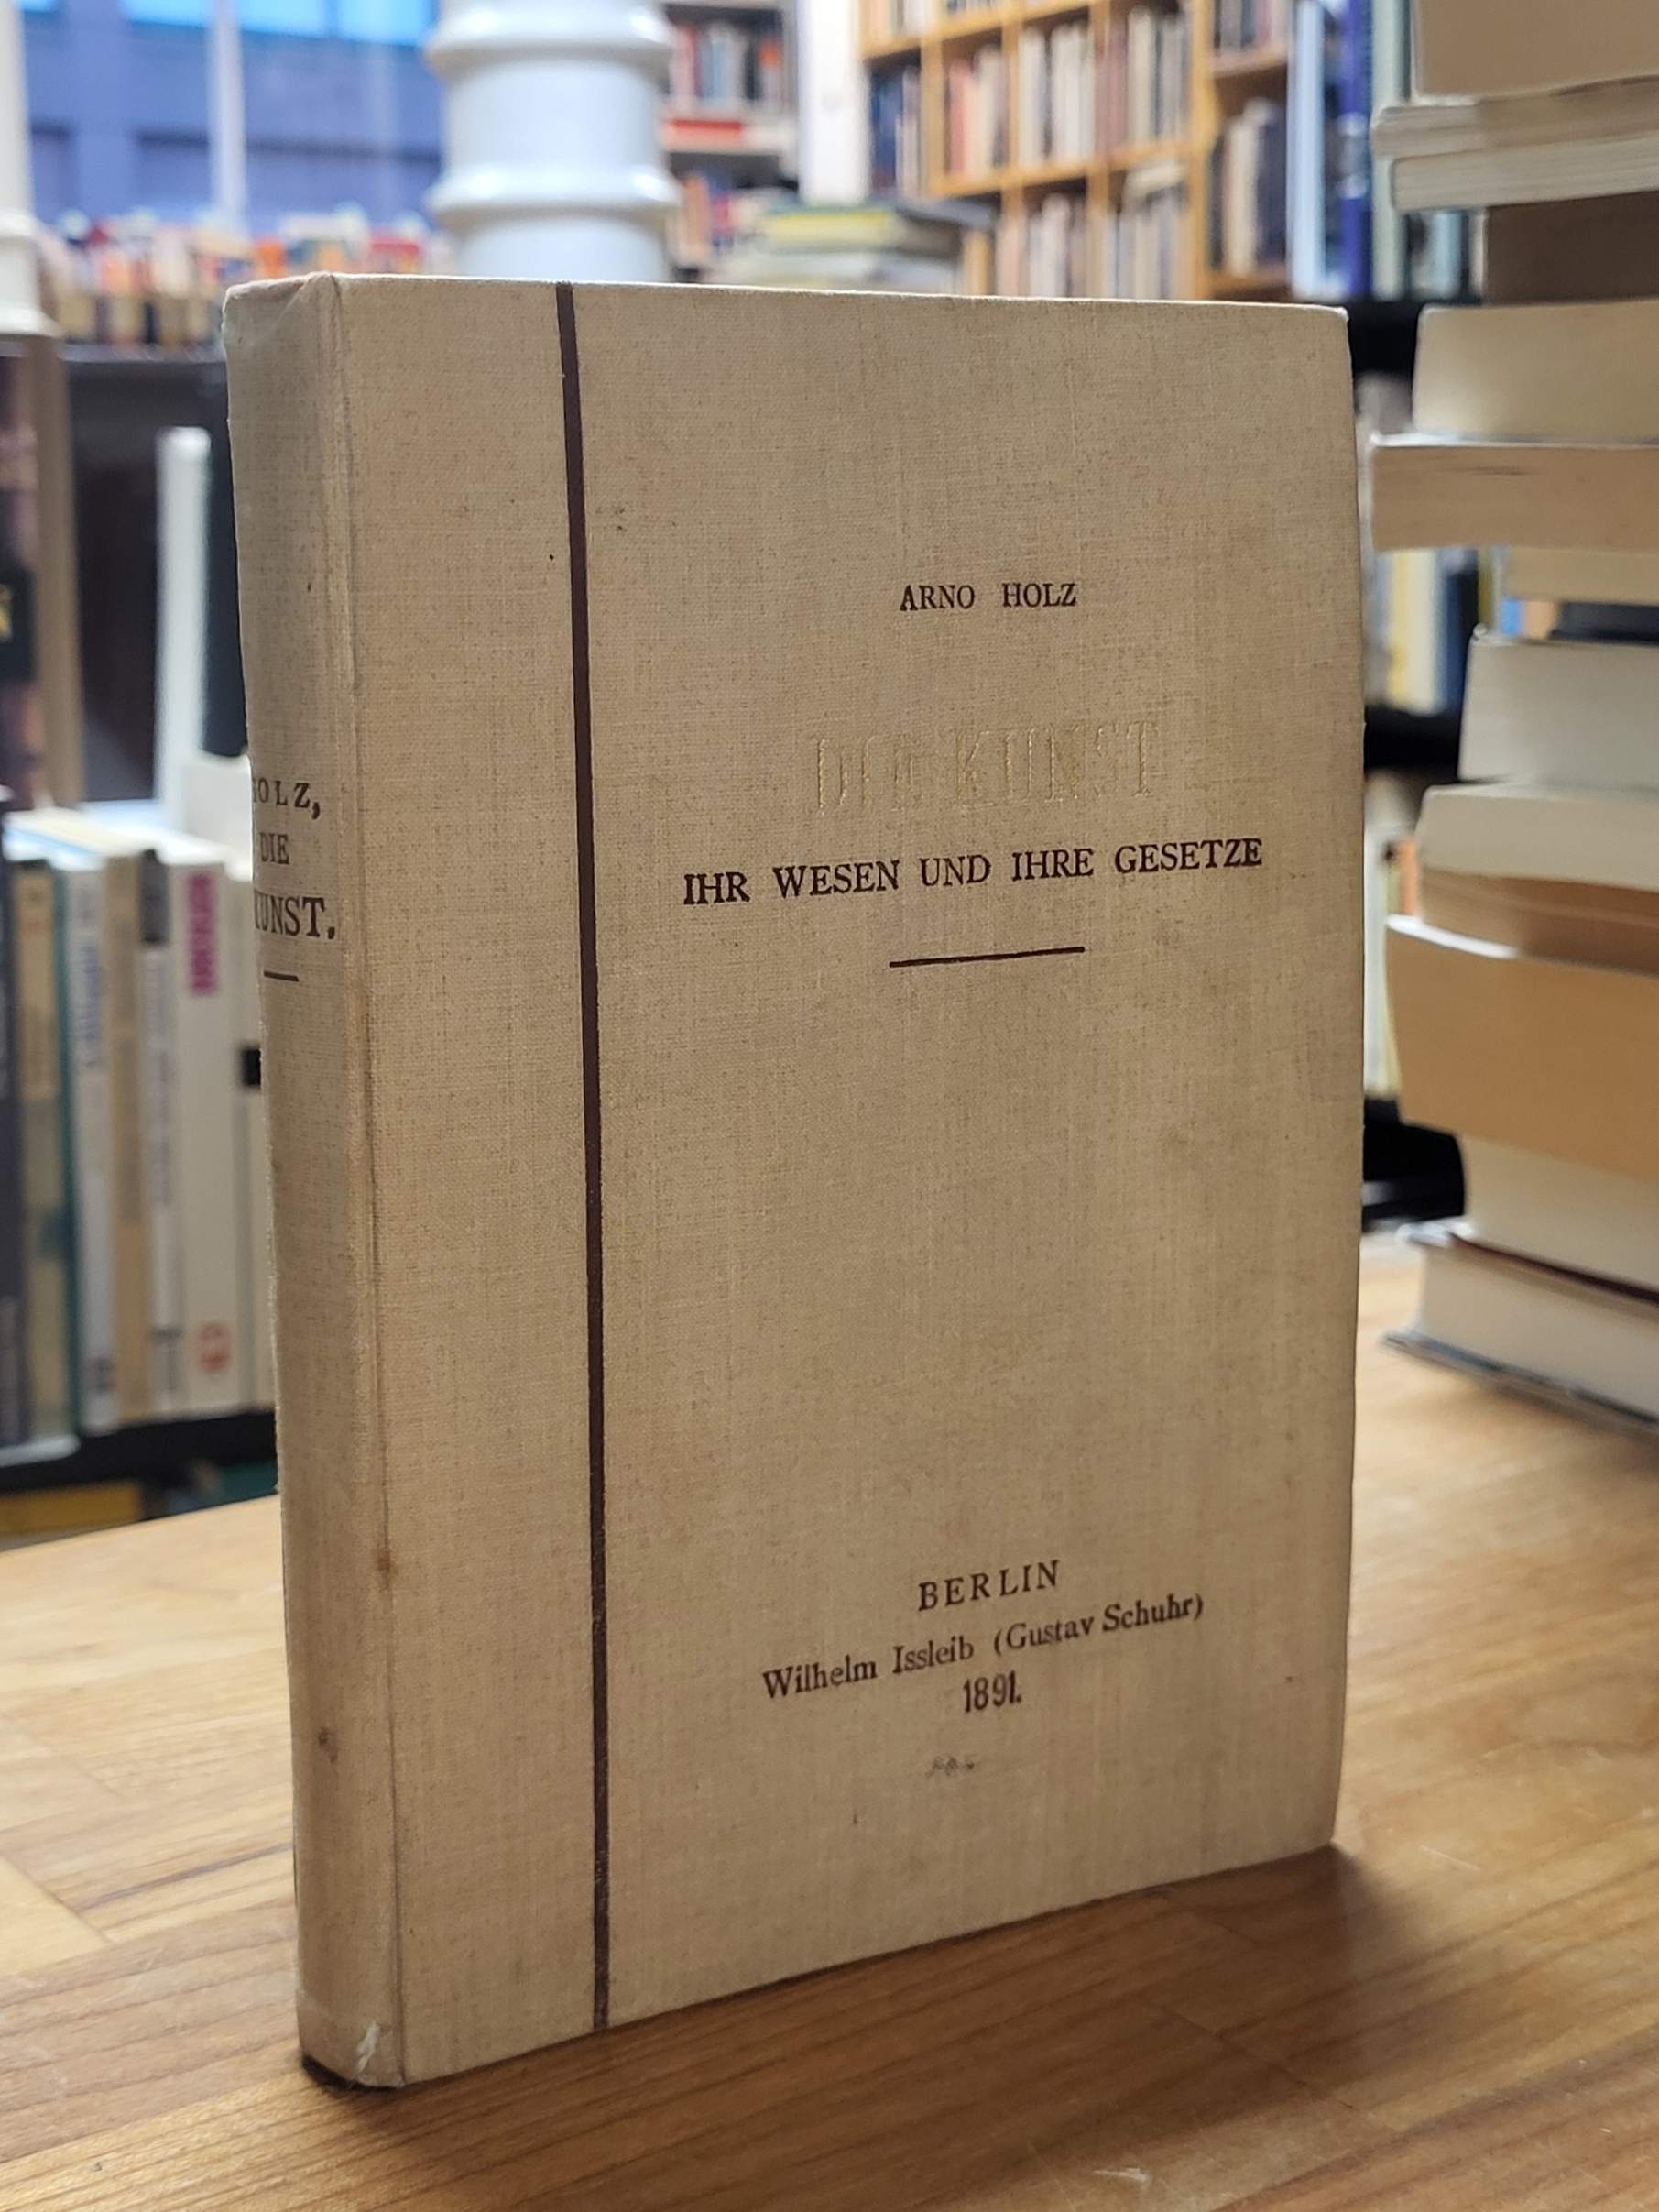 HOLZ,
DIE
KUNST.
ARNO HOLZ
DIE KUNST
IHR WESEN UND IHRE GESETZE
BERLIN
Wilhelm Issleib (Gustav Schuhr)
1891.